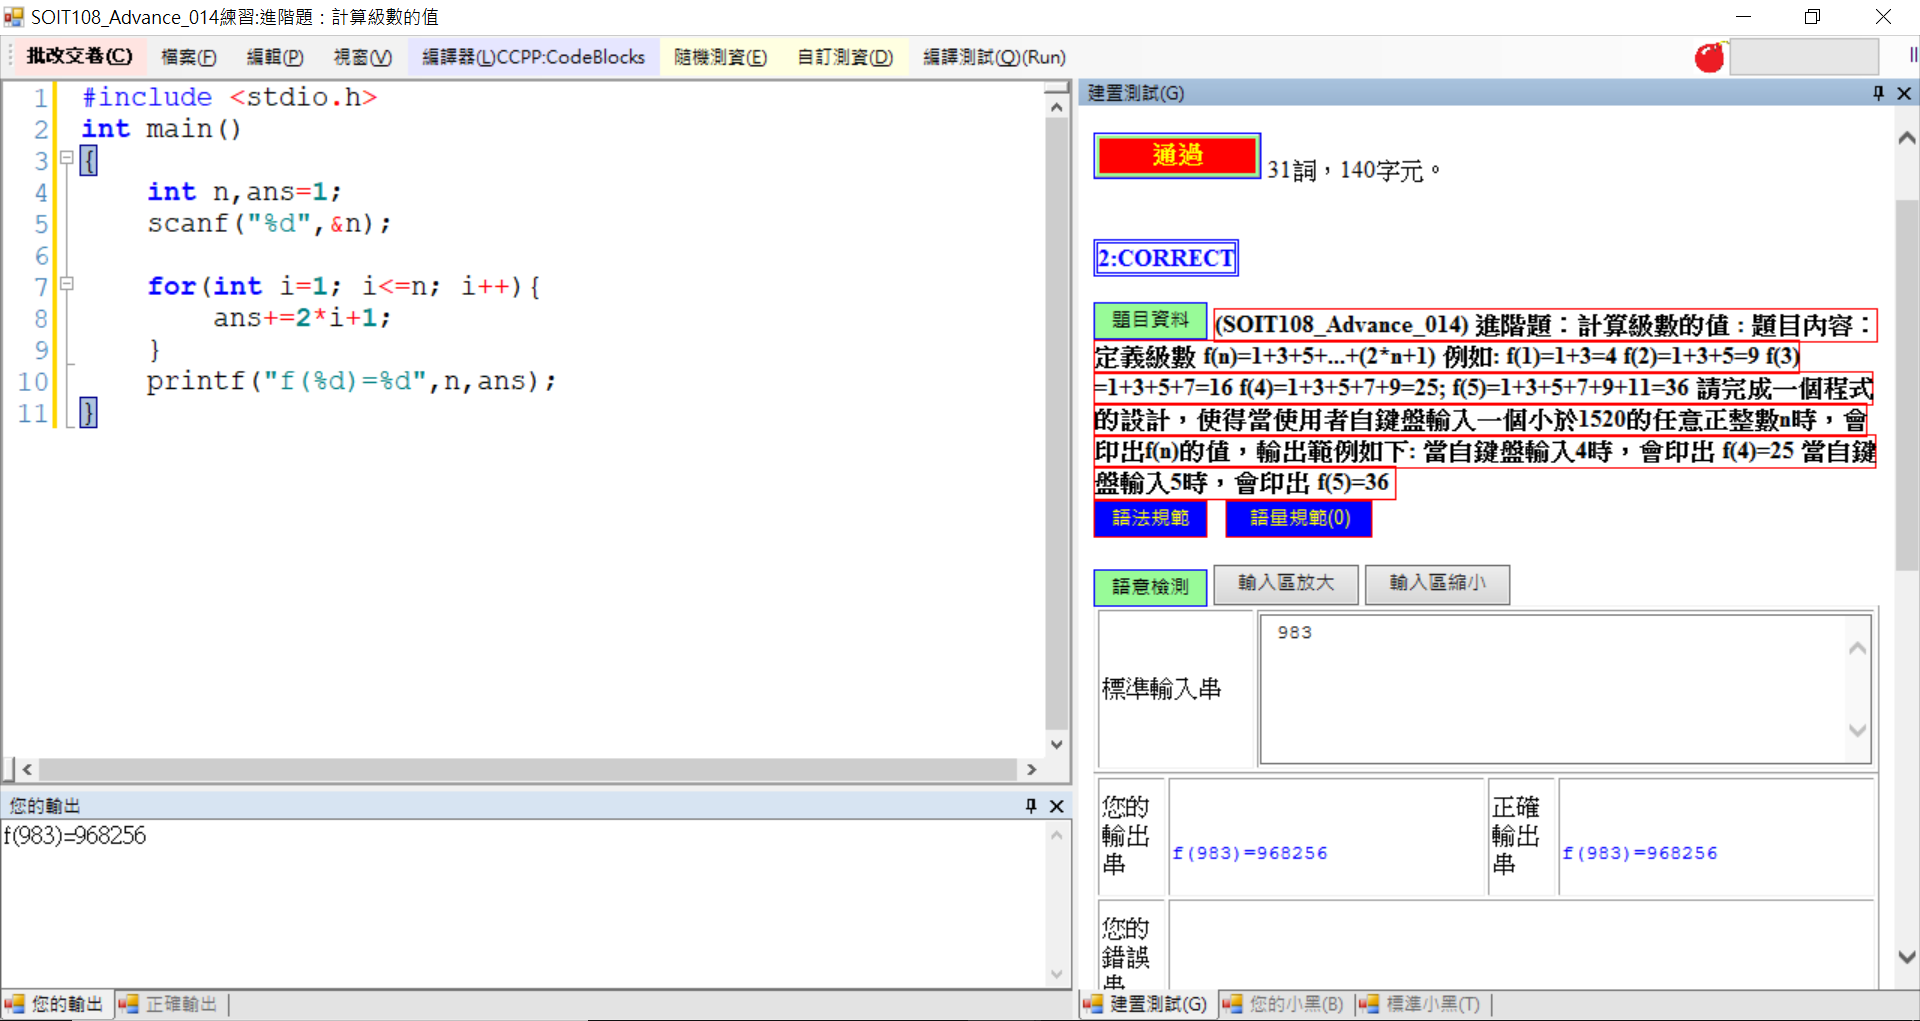 SOIT108_Advance_014練習:進階題：計算級數的值
批改交卷(C) 檔案(F) 編輯(P) 視窗(V) 編譯器(L)CCPP:CodeBlocks 隨機測資(E) 自訂測資(D) 編譯測試(Q)(Run)
1 #include <stdio.h>
2 int main()
3 {
4 int n,ans=1;
5 scanf("%d",&n);
6
7 for(int i=1; i<=n; i++){
8 ans+=2*i+1;
9 }
10 printf("f(%d)=%d",n,ans);
11 }
您的輸出
f(983)=968256
您的輸出 正確輸出
建置測試(G)
通過 31詞，140字元。
2:CORRECT
題目資料 (SOIT108_Advance_014) 進階題：計算級數的值 : 題目內容：
定義級數 f(n)=1+3+5+...+(2*n+1) 例如: f(1)=1+3=4 f(2)=1+3+5=9 f(3)
=1+3+5+7=16 f(4)=1+3+5+7+9=25; f(5)=1+3+5+7+9+11=36 請完成一個程式
的設計，使得當使用者自鍵盤輸入一個小於1520的任意正整數n時，會
印出f(n)的值，輸出範例如下: 當自鍵盤輸入4時，會印出 f(4)=25 當自鍵
盤輸入5時，會印出 f(5)=36
語法規範 語量規範(0)
語意檢測 輸入區放大 輸入區縮小
標準輸入串 983
您的
輸出
串
f(983)=968256
正確
輸出
串
f(983)=968256
您的
錯誤
串
建置測試(G) 您的小黑(B) 標準小黑(T)